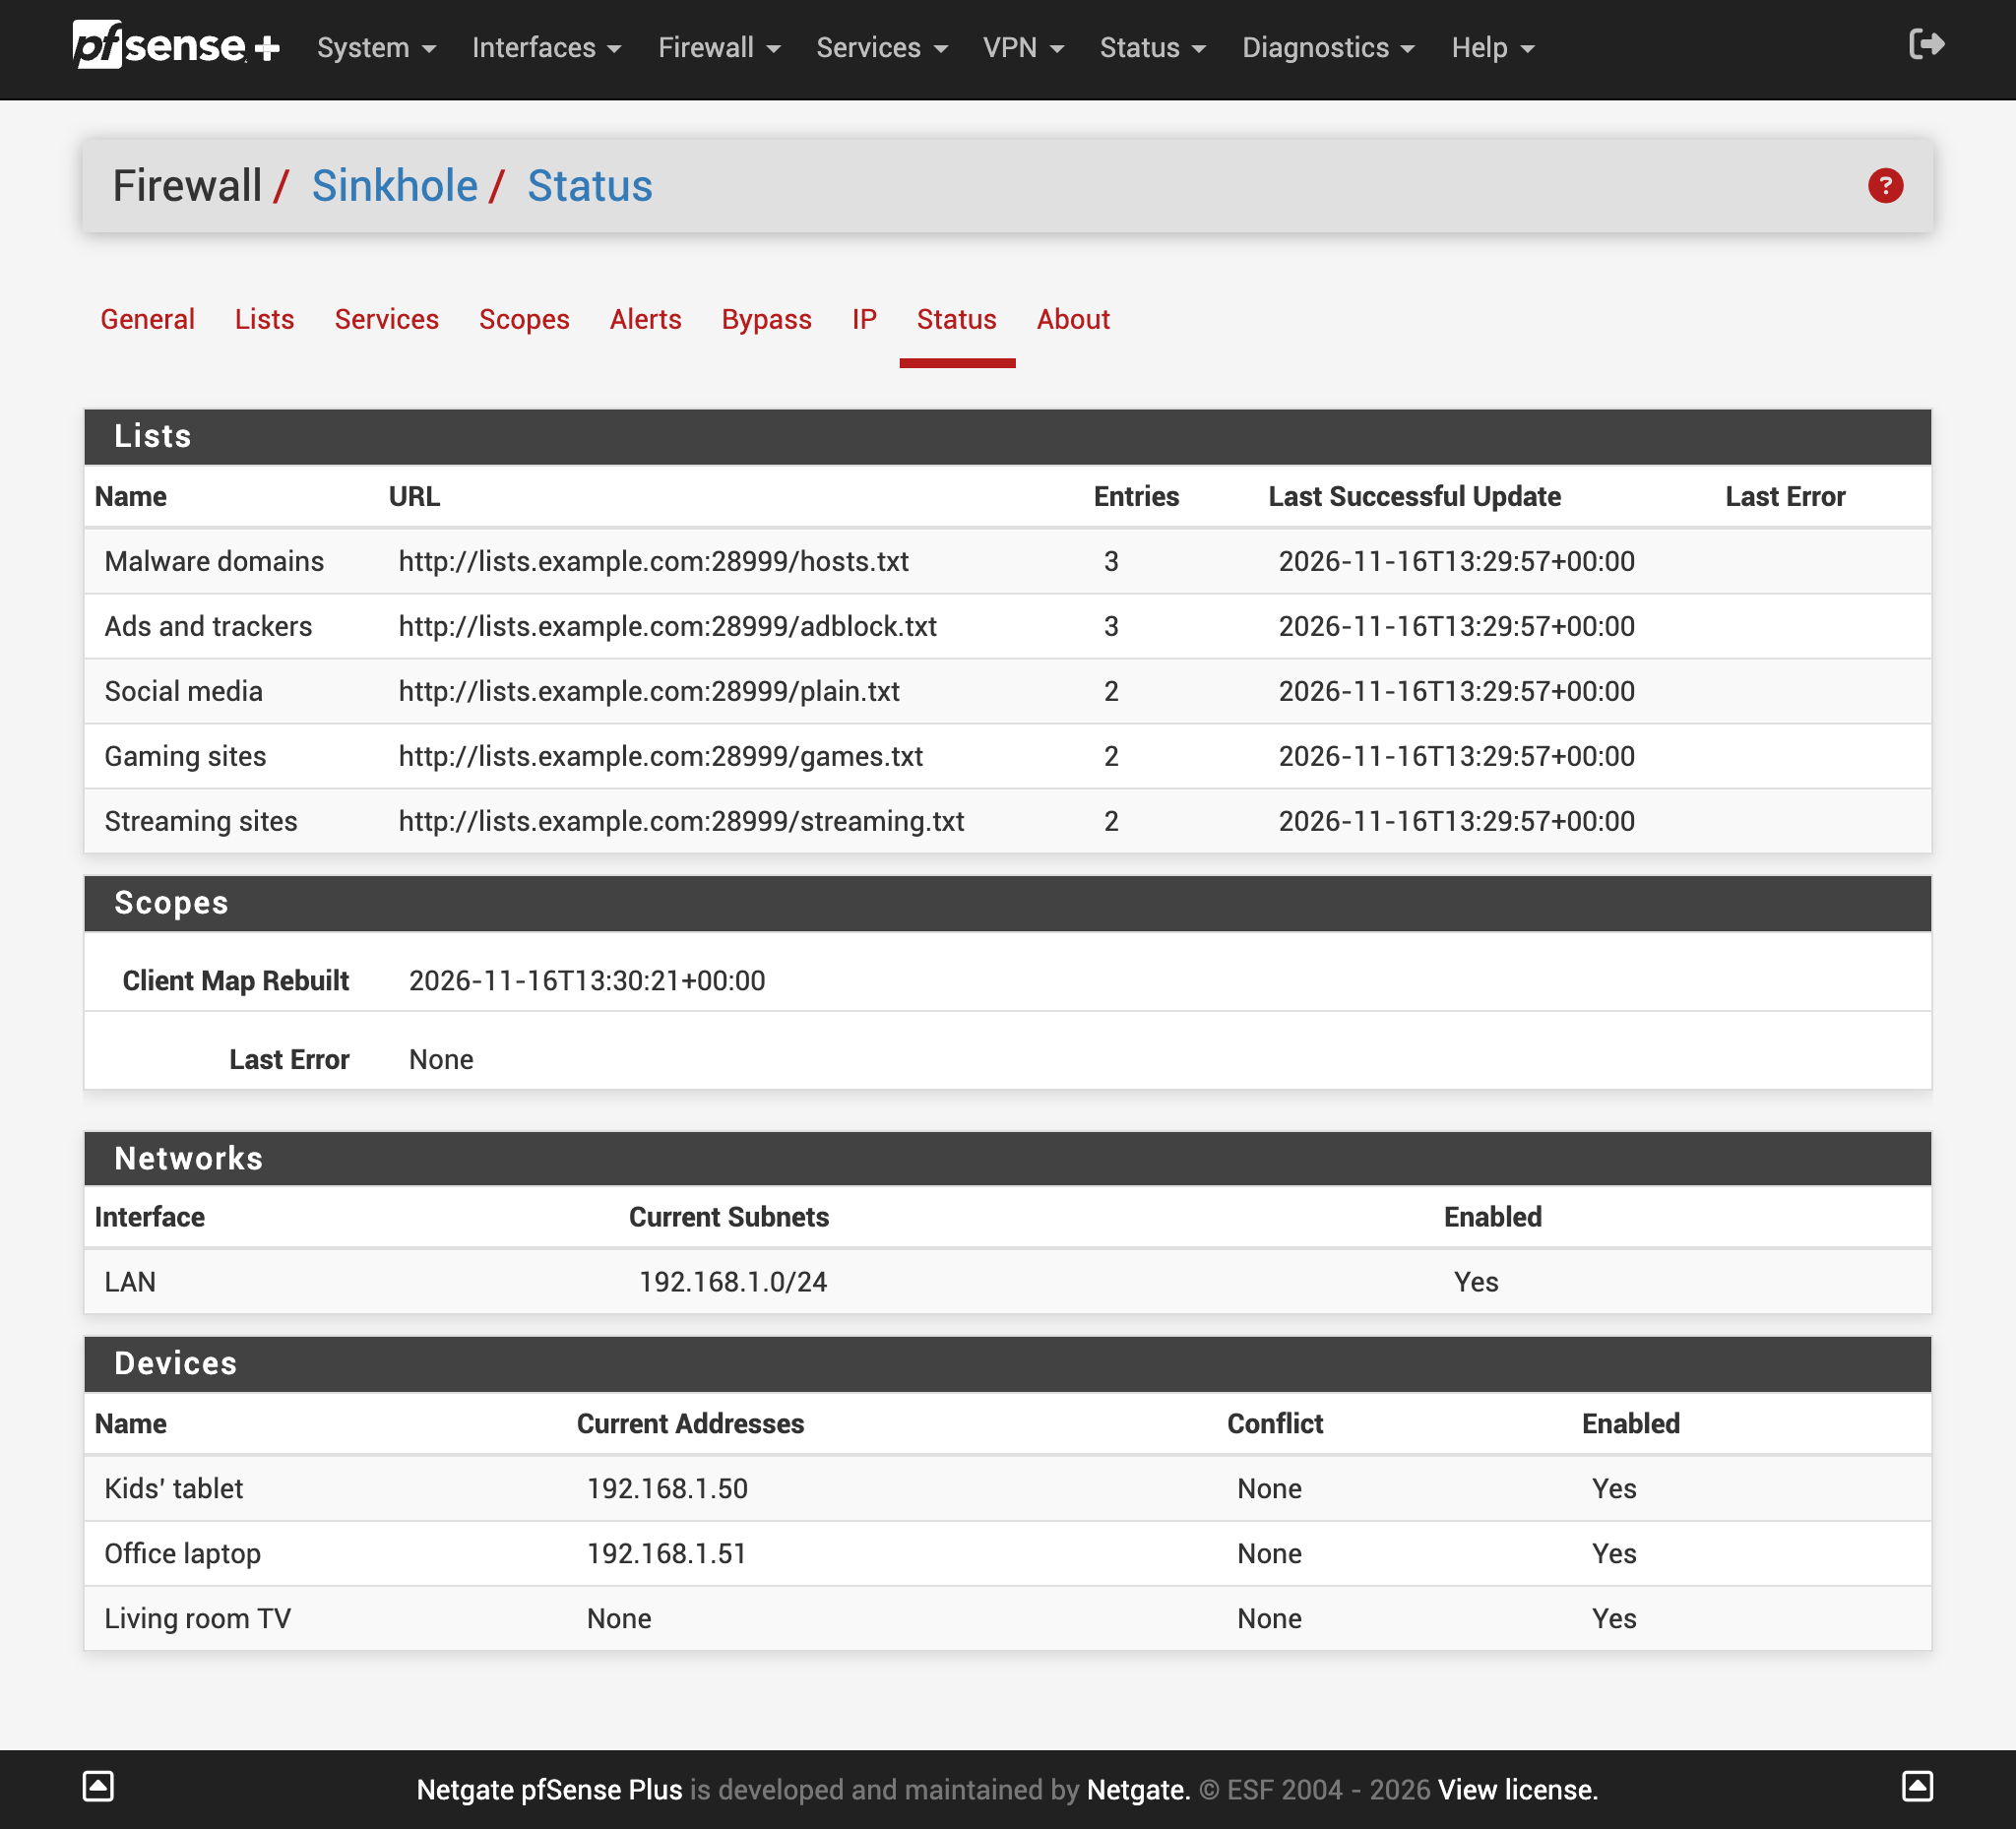 pfsense+ System Interfaces Firewall Services VPN Status Diagnostics Help
Firewall / Sinkhole / Status
General Lists Services Scopes Alerts Bypass IP Status About
Lists
Name URL Entries Last Successful Update Last Error
Malware domains http://lists.example.com:28999/hosts.txt 3 2026-11-16T13:29:57+00:00
Ads and trackers http://lists.example.com:28999/adblock.txt 3 2026-11-16T13:29:57+00:00
Social media http://lists.example.com:28999/plain.txt 2 2026-11-16T13:29:57+00:00
Gaming sites http://lists.example.com:28999/games.txt 2 2026-11-16T13:29:57+00:00
Streaming sites http://lists.example.com:28999/streaming.txt 2 2026-11-16T13:29:57+00:00
Scopes
Client Map Rebuilt 2026-11-16T13:30:21+00:00
Last Error None
Networks
Interface Current Subnets Enabled
LAN 192.168.1.0/24 Yes
Devices
Name Current Addresses Conflict Enabled
Kids' tablet 192.168.1.50 None Yes
Office laptop 192.168.1.51 None Yes
Living room TV None None Yes
Netgate pfSense Plus is developed and maintained by Netgate. © ESF 2004 - 2026 View license.